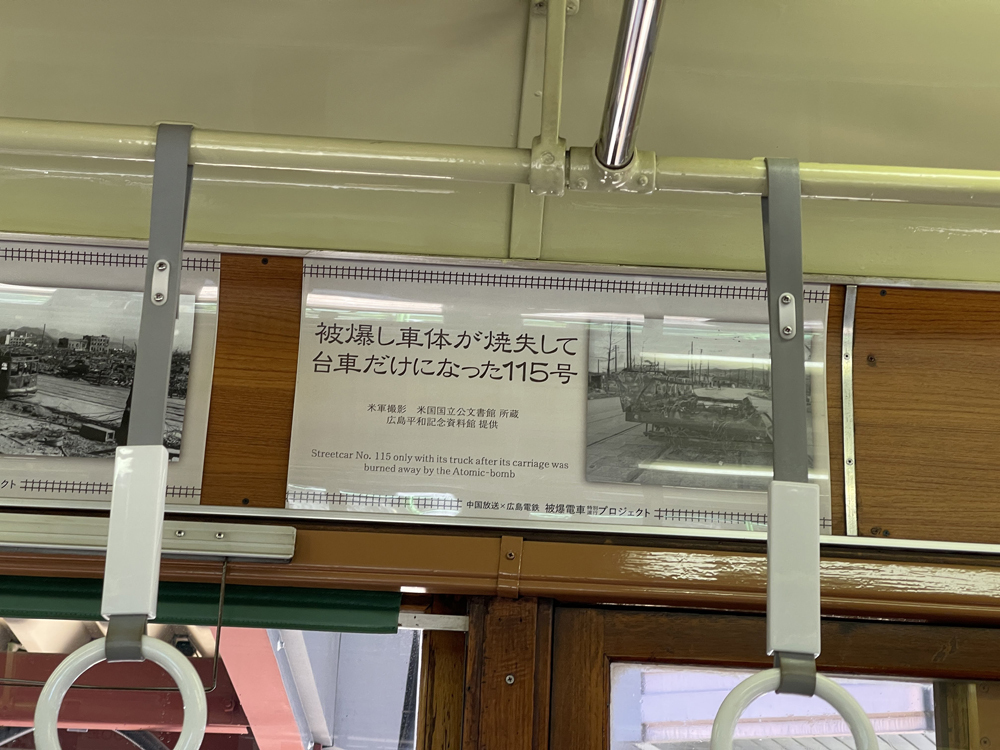 被爆し車体が焼失して
台車だけになった115号
米軍撮影　米国国立公文書館 所蔵
広島平和記念資料館 提供
Streetcar No. 115 only with its truck after its carriage was
burned away by the Atomic-bomb
中国放送×広島電鉄 被爆電車特別運行プロジェクト
クト